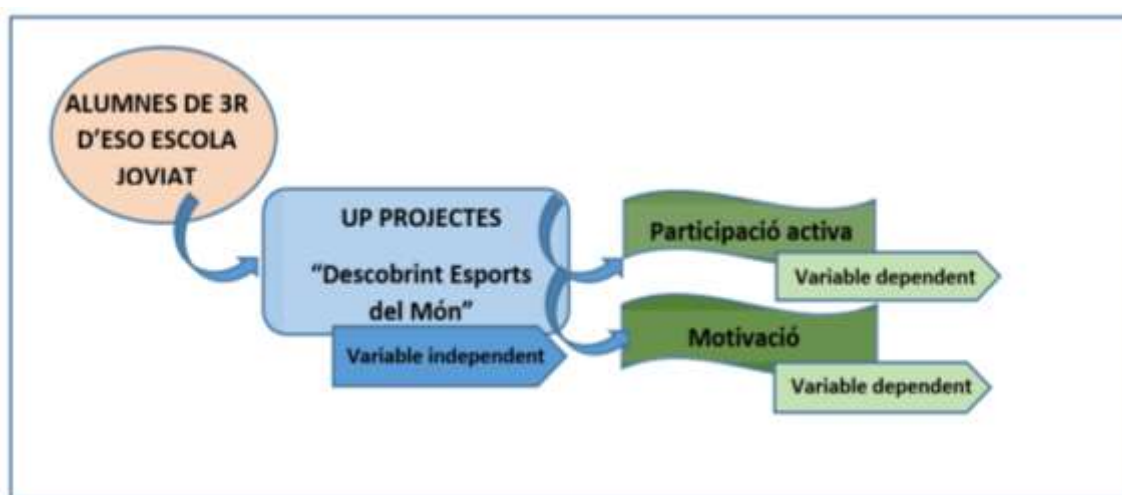 ALUMNES DE 3R
D'ESO ESCOLA
JOVIAT
UP PROJECTES
“Descobrint Esports
del Món”
Variable independent
Participació activa
Variable dependent
Motivació
Variable dependent